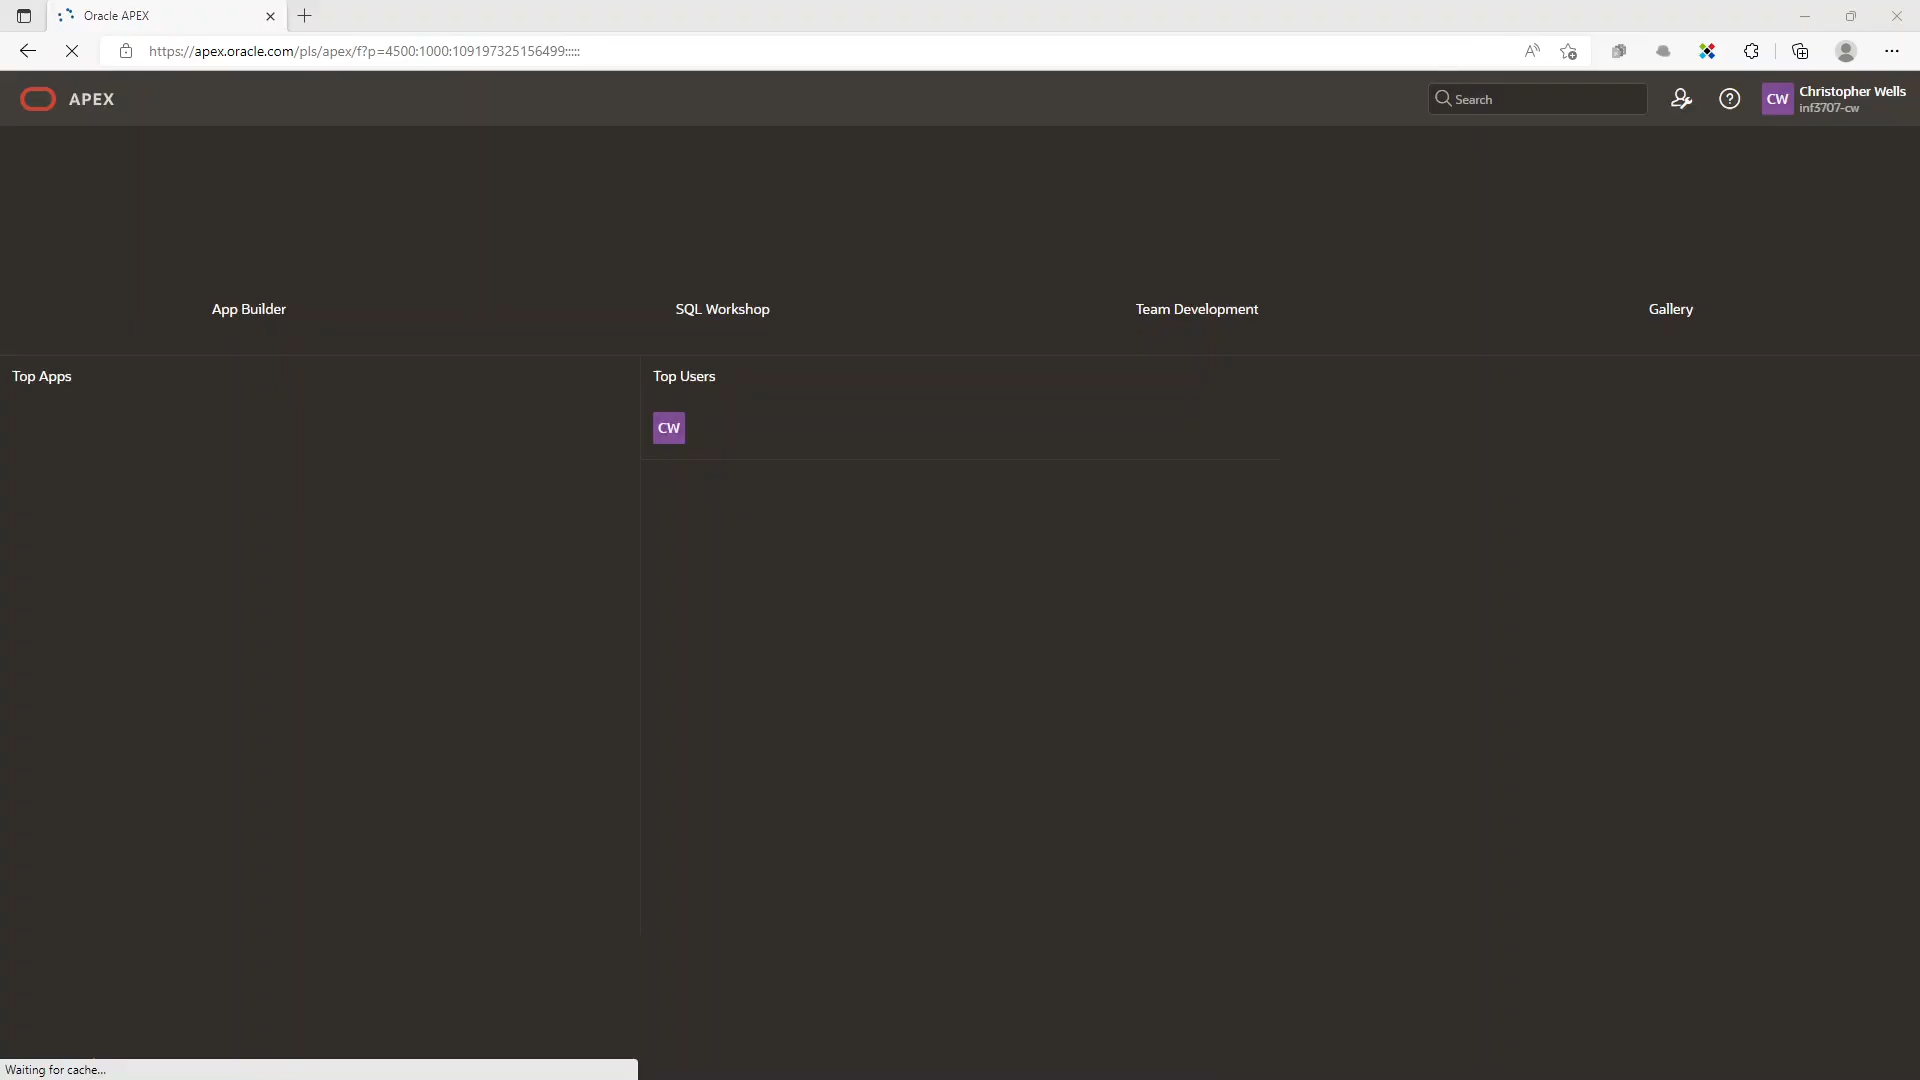 Oracle APEX
https://apex.oracle.com/pls/apex/f?p=4500:1000:109197325156499:::::
APEX
Search
CW
Christopher Wells
inf3707-cw
App Builder
SQL Workshop
Team Development
Gallery
Top Apps
Top Users
CW
Waiting for cache...